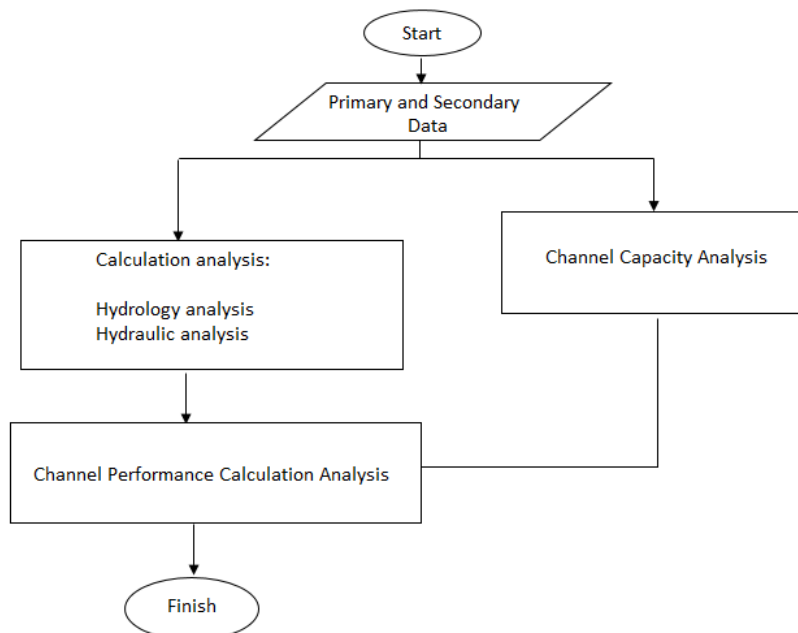 Start
Primary and Secondary
Data
Calculation analysis:
Hydrology analysis
Hydraulic analysis
Channel Capacity Analysis
Channel Performance Calculation Analysis
Finish